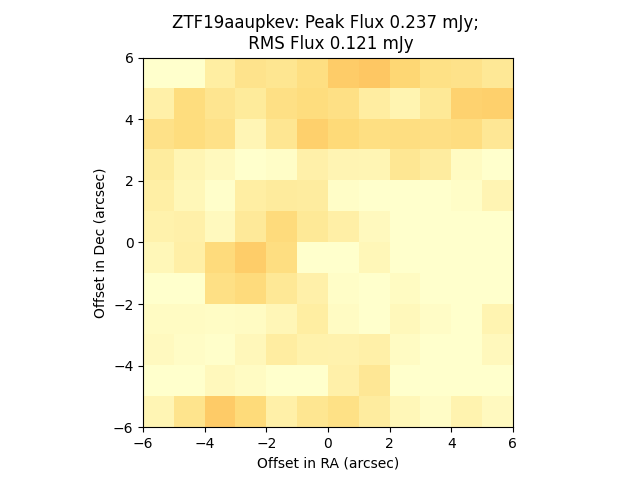 ZTF19aaupkev: Peak Flux 0.237 mJy;
RMS Flux 0.121 mJy
6
4
2
0
−2
−4
−6
Offset in Dec (arcsec)
−6 −4 −2 0 2 4 6
Offset in RA (arcsec)